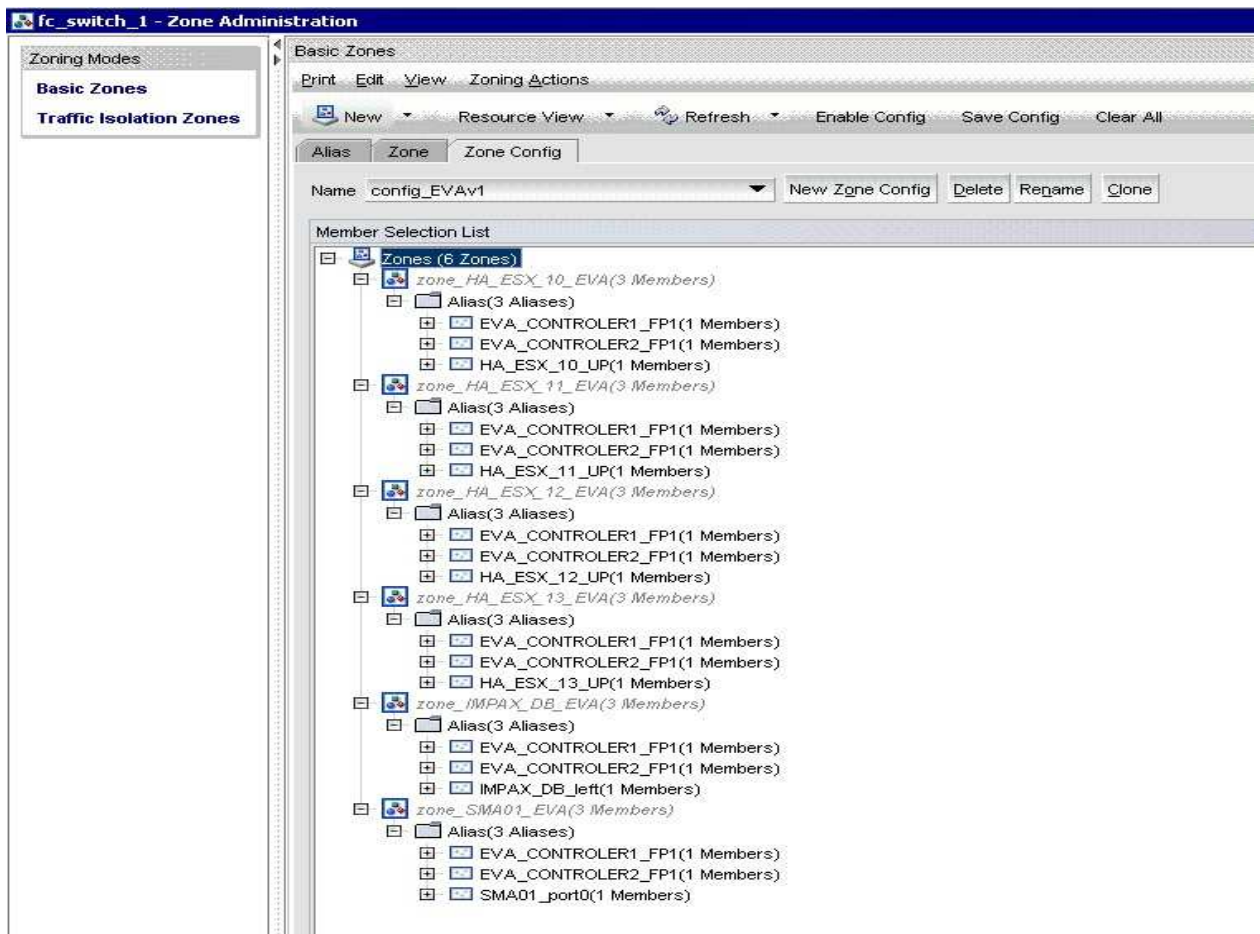 fc_switch_1 - Zone Administration
Zoning Modes
Basic Zones
Traffic Isolation Zones
Basic Zones
Print Edit View Zoning Actions
New Resource View Refresh Enable Config Save Config Clear All
Alias Zone Zone Config
Name config_EVAv1 New Zone Config Delete Rename Clone
Member Selection List
Zones (6 Zones)
zone_HA_ESX_10_EVA(3 Members)
Alias(3 Aliases)
EVA_CONTROLER1_FP1(1 Members)
EVA_CONTROLER2_FP1(1 Members)
HA_ESX_10_UP(1 Members)
zone_HA_ESX_11_EVA(3 Members)
Alias(3 Aliases)
EVA_CONTROLER1_FP1(1 Members)
EVA_CONTROLER2_FP1(1 Members)
HA_ESX_11_UP(1 Members)
zone_HA_ESX_12_EVA(3 Members)
Alias(3 Aliases)
EVA_CONTROLER1_FP1(1 Members)
EVA_CONTROLER2_FP1(1 Members)
HA_ESX_12_UP(1 Members)
zone_HA_ESX_13_EVA(3 Members)
Alias(3 Aliases)
EVA_CONTROLER1_FP1(1 Members)
EVA_CONTROLER2_FP1(1 Members)
HA_ESX_13_UP(1 Members)
zone_IMPAX_DB_EVA(3 Members)
Alias(3 Aliases)
EVA_CONTROLER1_FP1(1 Members)
EVA_CONTROLER2_FP1(1 Members)
IMPAX_DB_left(1 Members)
zone_SMA01_EVA(3 Members)
Alias(3 Aliases)
EVA_CONTROLER1_FP1(1 Members)
EVA_CONTROLER2_FP1(1 Members)
SMA01_port0(1 Members)